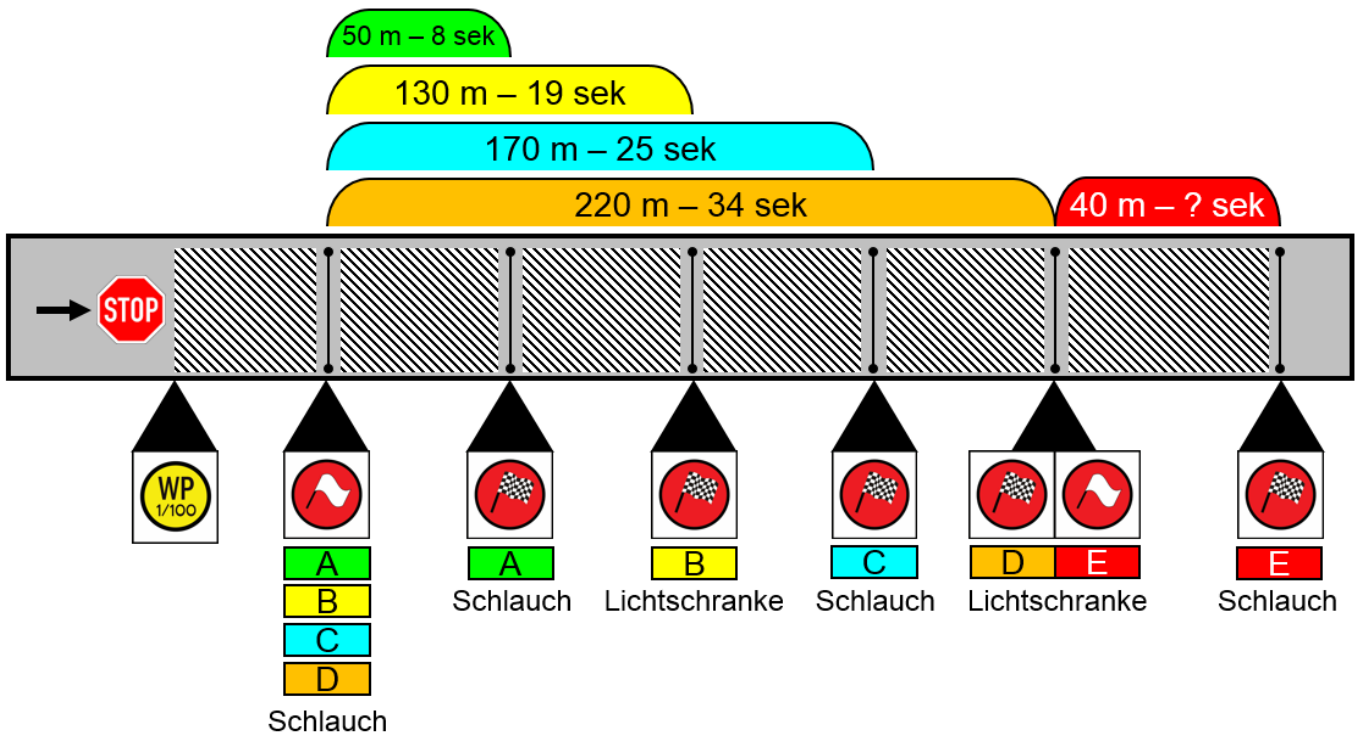 50 m – 8 sek
130 m – 19 sek
170 m – 25 sek
220 m – 34 sek
40 m – ? sek
STOP
WP
1/100
A
A
B
C
D
E
E
B
Schlauch
Lichtschranke
Schlauch
Lichtschranke
Schlauch
C
D
Schlauch